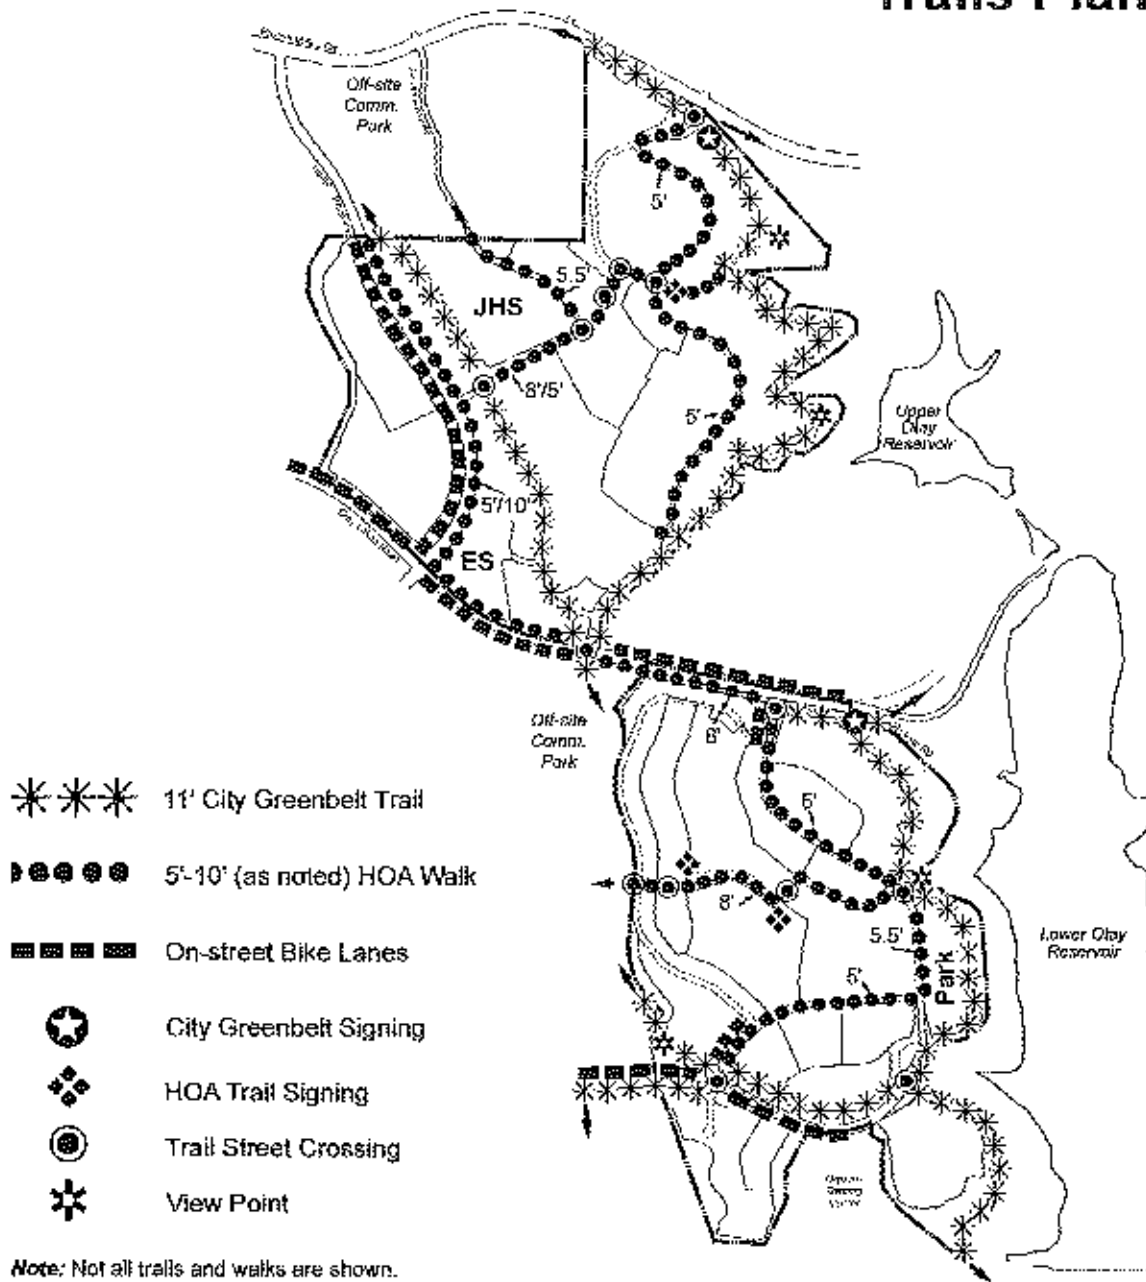 Trails Plan
Off-site
Comm.
Park
5'
5.5'
JHS
8'/5'
5'
Upper
Otay
Reservoir
5'/10'
ES
Off-site
Comm.
Park
6'
6'
8'
5.5'
Park
5'
Lower Otay
Reservoir
11' City Greenbelt Trail
5'-10' (as noted) HOA Walk
On-street Bike Lanes
City Greenbelt Signing
HOA Trail Signing
Trail Street Crossing
View Point
Note: Not all trails and walks are shown.